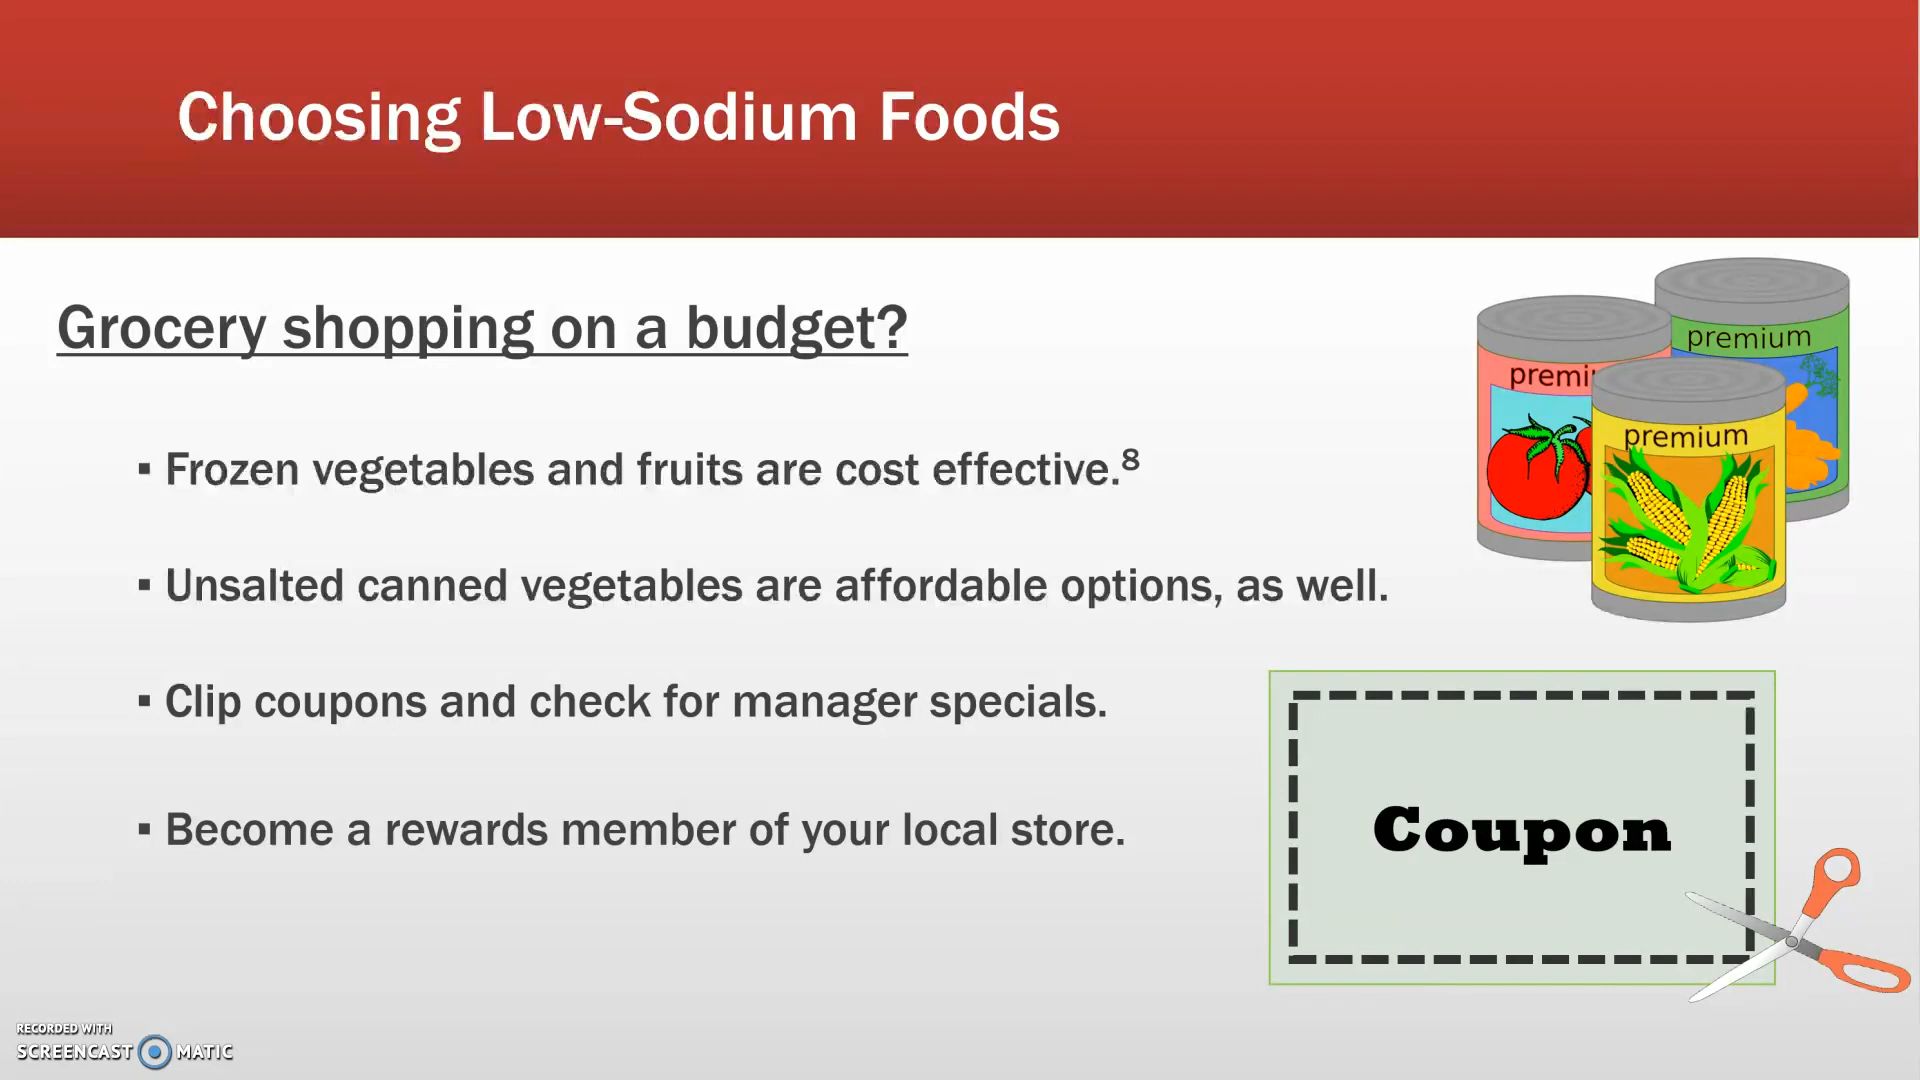 Choosing Low-Sodium Foods
Grocery shopping on a budget?
▪ Frozen vegetables and fruits are cost effective.⁸
▪ Unsalted canned vegetables are affordable options, as well.
▪ Clip coupons and check for manager specials.
▪ Become a rewards member of your local store.
premium
premiu
premium
Coupon
RECORDED WITH
SCREENCAST MATIC